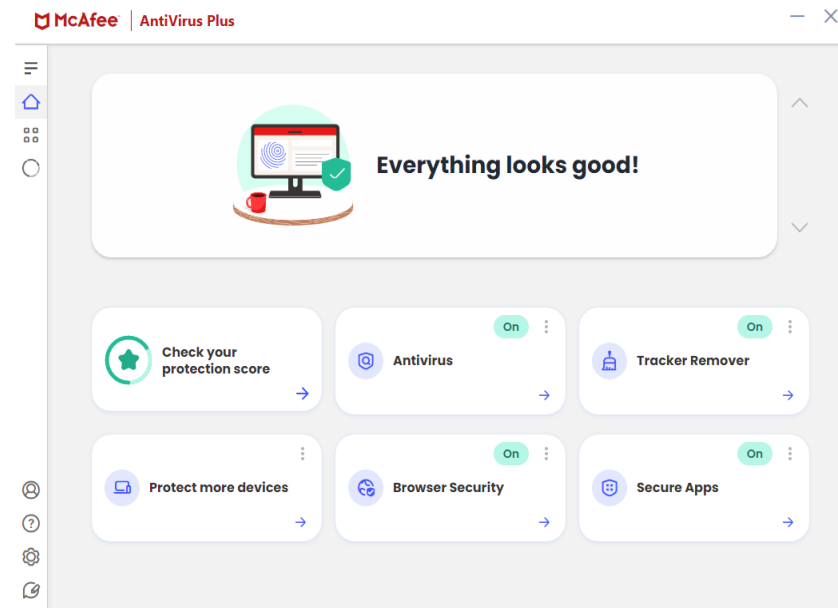 McAfee | AntiVirus Plus
Everything looks good!
Check your
protection score
On
Antivirus
On
Tracker Remover
Protect more devices
On
Browser Security
On
Secure Apps